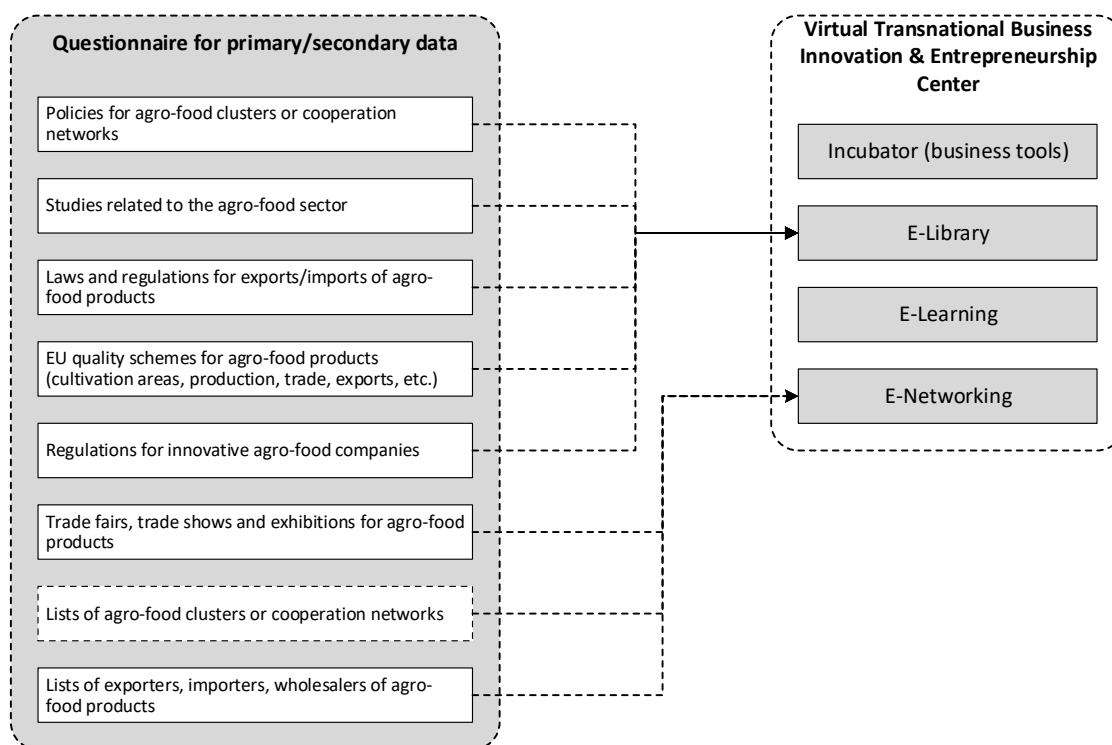 Questionnaire for primary/secondary data
Policies for agro-food clusters or cooperation
networks
Studies related to the agro-food sector
Laws and regulations for exports/imports of agro-
food products
EU quality schemes for agro-food products
(cultivation areas, production, trade, exports, etc.)
Regulations for innovative agro-food companies
Trade fairs, trade shows and exhibitions for agro-food
products
Lists of agro-food clusters or cooperation networks
Lists of exporters, importers, wholesalers of agro-
food products
Virtual Transnational Business
Innovation & Entrepreneurship
Center
Incubator (business tools)
E-Library
E-Learning
E-Networking